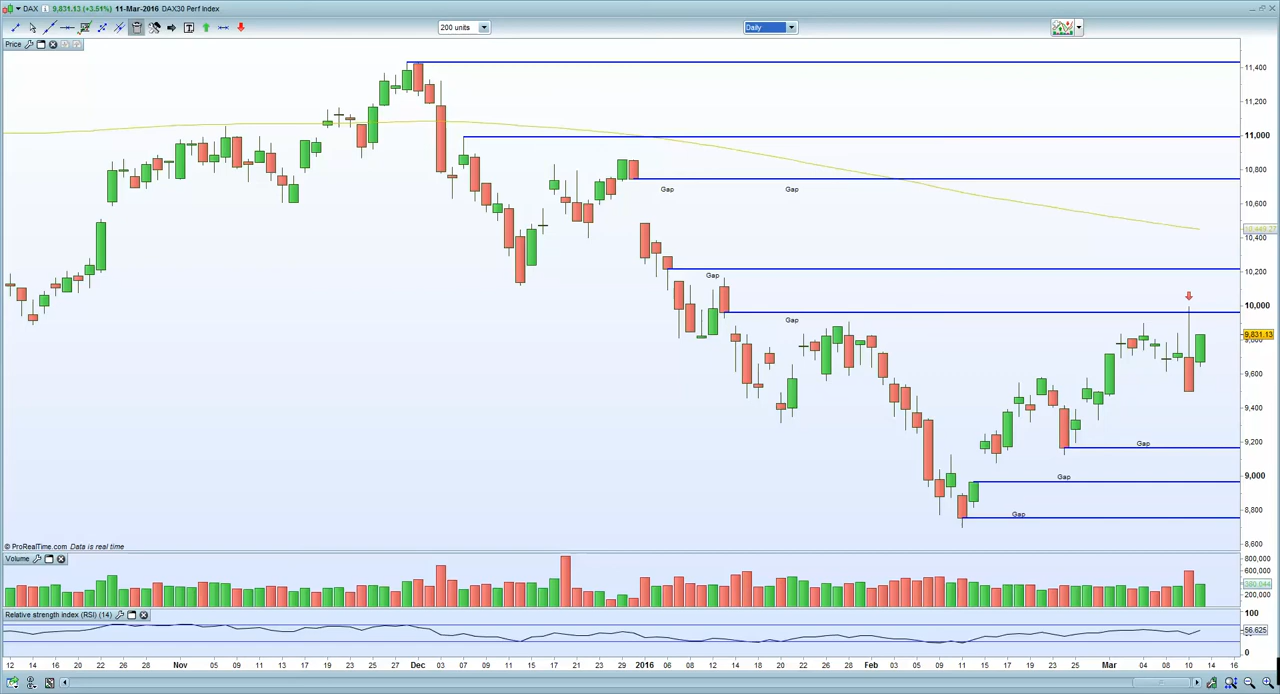 DAX 9,831.13 (+3.51%) 11-Mar-2016 DAX30 Perf Index
200 units
Daily
Price
11,400
11,200
11,000
10,800
Gap Gap
10,600
10,449.27
10,400
Gap
10,200
10,000
Gap
9,831.13
9,800
9,600
9,400
Gap
9,200
Gap
9,000
Gap
8,800
8,600
© ProRealTime.com Data is real time
Volume
800,000
600,000
200,000
Relative strength index (RSI) (14)
100
56.625
0
12 14 16 20 22 26 28 Nov 05 09 11 13 17 19 23 25 27 Dec 03 07 09 11 15 17 21 23 29 2016 06 08 12 14 18 20 22 26 28 Feb 03 05 09 11 15 17 19 23 25 Mar 04 08 10 14 16